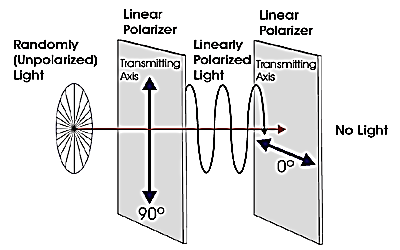 Randomly
(Unpolarized)
Light
Linear
Polarizer
Transmitting
Axis
90°
Linearly
Polarized
Light
Linear
Polarizer
Transmitting
Axis
0°
No Light